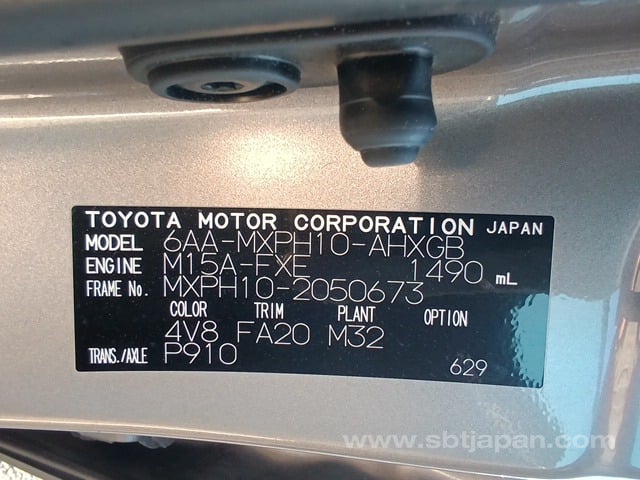 TOYOTA MOTOR CORPORATION JAPAN
MODEL 6AA-MXPH10-AHXGB
ENGINE M15A-FXE 1490 mL
FRAME No. MXPH10-2050673
COLOR TRIM PLANT OPTION
4V8 FA20 M32
TRANS./AXLE P910
629
www.sbtjapan.com